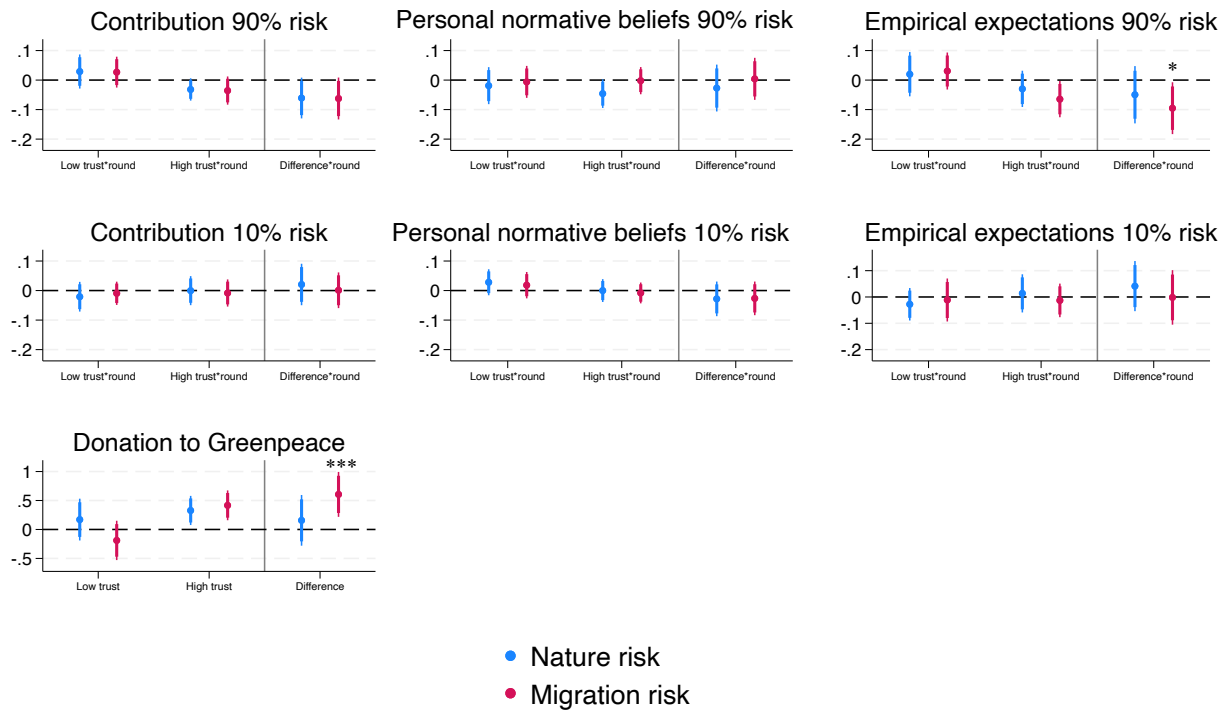 Contribution 90% risk
.1
0
-.1
-.2
Low trust*round High trust*round Difference*round
Personal normative beliefs 90% risk
.1
0
-.1
-.2
Low trust*round High trust*round Difference*round
Empirical expectations 90% risk
.1
0
-.1
-.2
*
Low trust*round High trust*round Difference*round
Contribution 10% risk
.1
0
-.1
-.2
Low trust*round High trust*round Difference*round
Personal normative beliefs 10% risk
.1
0
-.1
-.2
Low trust*round High trust*round Difference*round
Empirical expectations 10% risk
.1
0
-.1
-.2
Low trust*round High trust*round Difference*round
Donation to Greenpeace
***
1
.5
0
-.5
Low trust High trust Difference
Nature risk
Migration risk